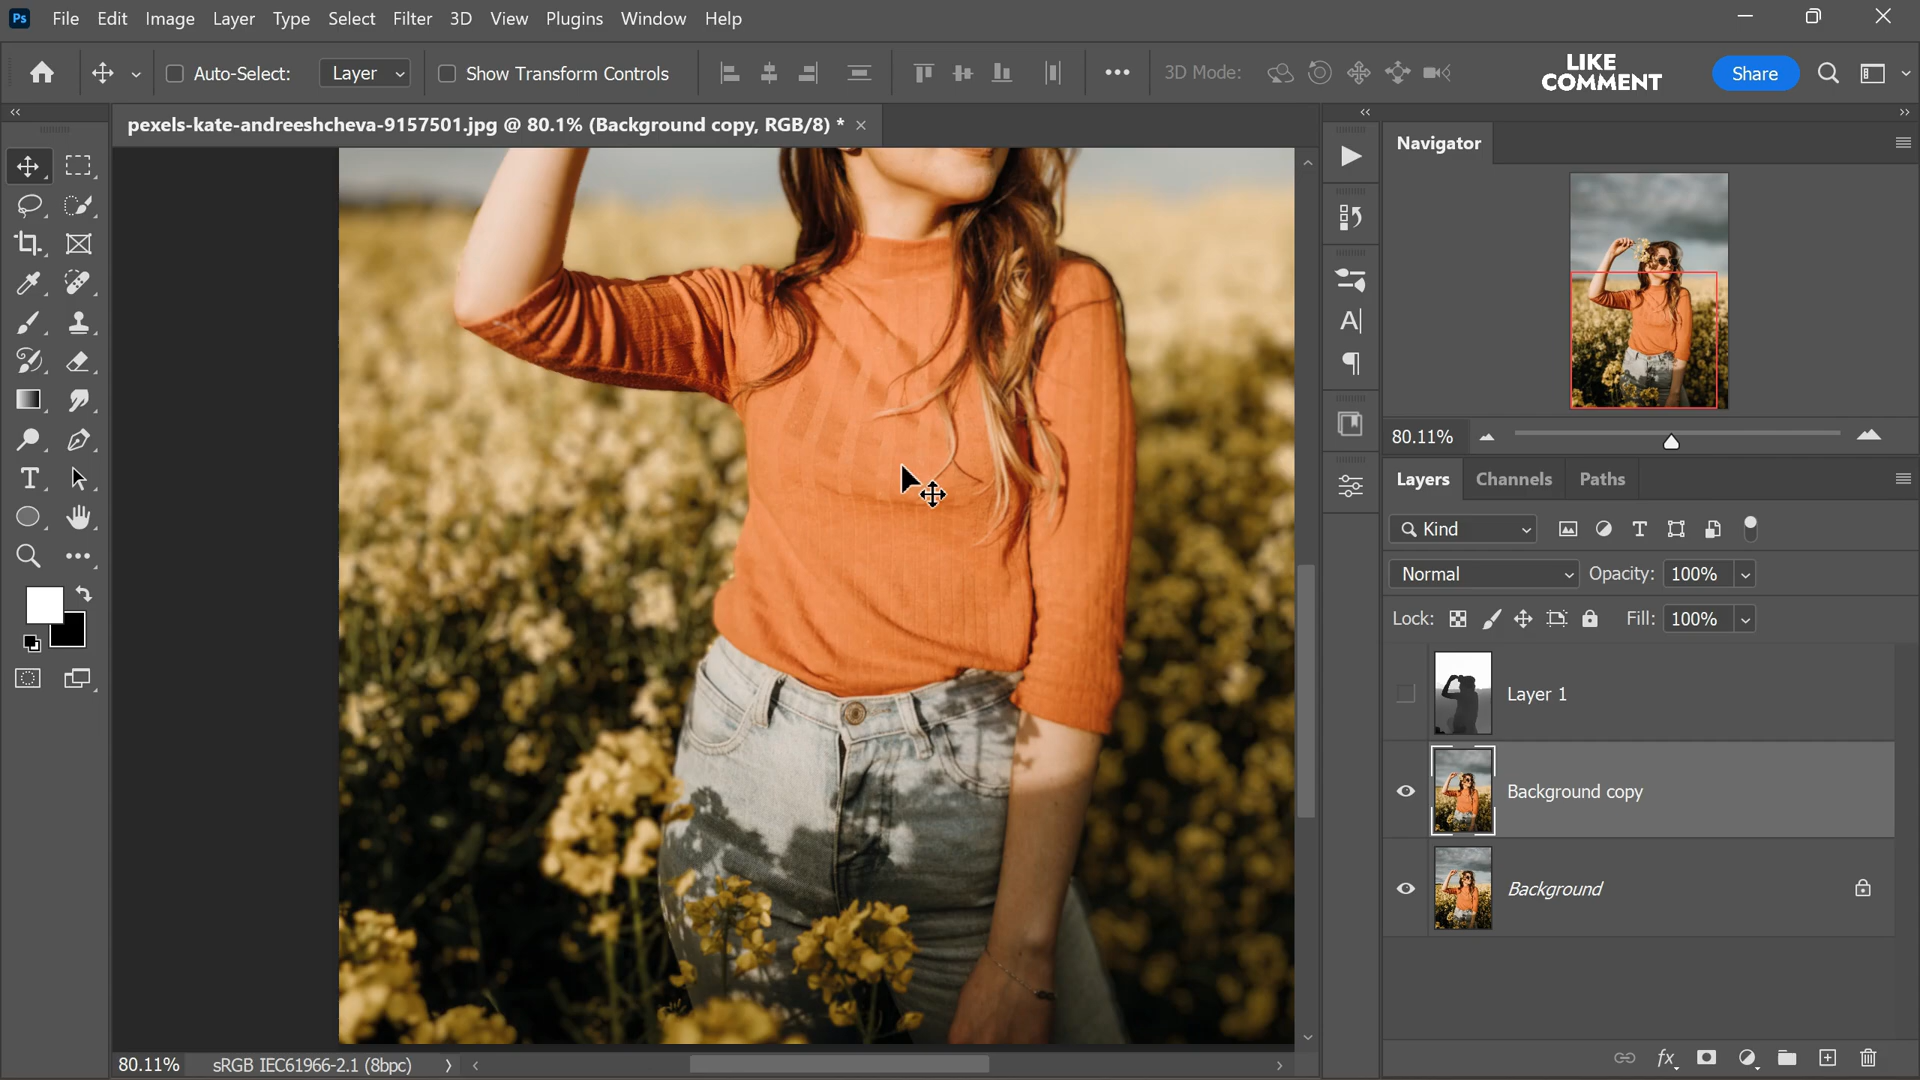 Ps File Edit Image Layer Type Select Filter 3D View Plugins Window Help
Auto-Select: Layer Show Transform Controls 3D Mode: LIKE COMMENT Share
pexels-kate-andreeshcheva-9157501.jpg @ 80.1% (Background copy, RGB/8) *
Navigator
80.11%
Layers Channels Paths
Kind
Normal Opacity: 100%
Lock: Fill: 100%
Layer 1
Background copy
Background
fx
80.11% sRGB IEC61966-2.1 (8bpc)